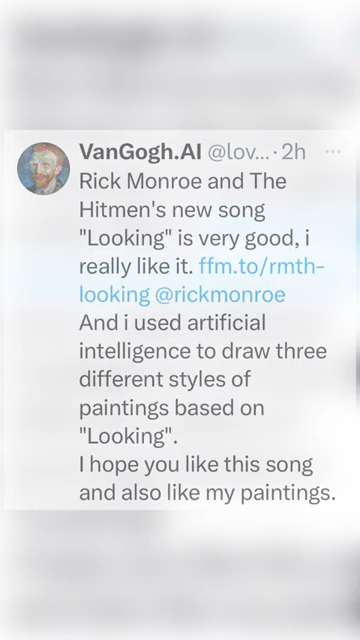 VanGogh.AI @lov... · 2h ...
Rick Monroe and The
Hitmen's new song
"Looking" is very good, i
really like it. ffm.to/rmth-
looking @rickmonroe
And i used artificial
intelligence to draw three
different styles of
paintings based on
"Looking".
I hope you like this song
and also like my paintings.